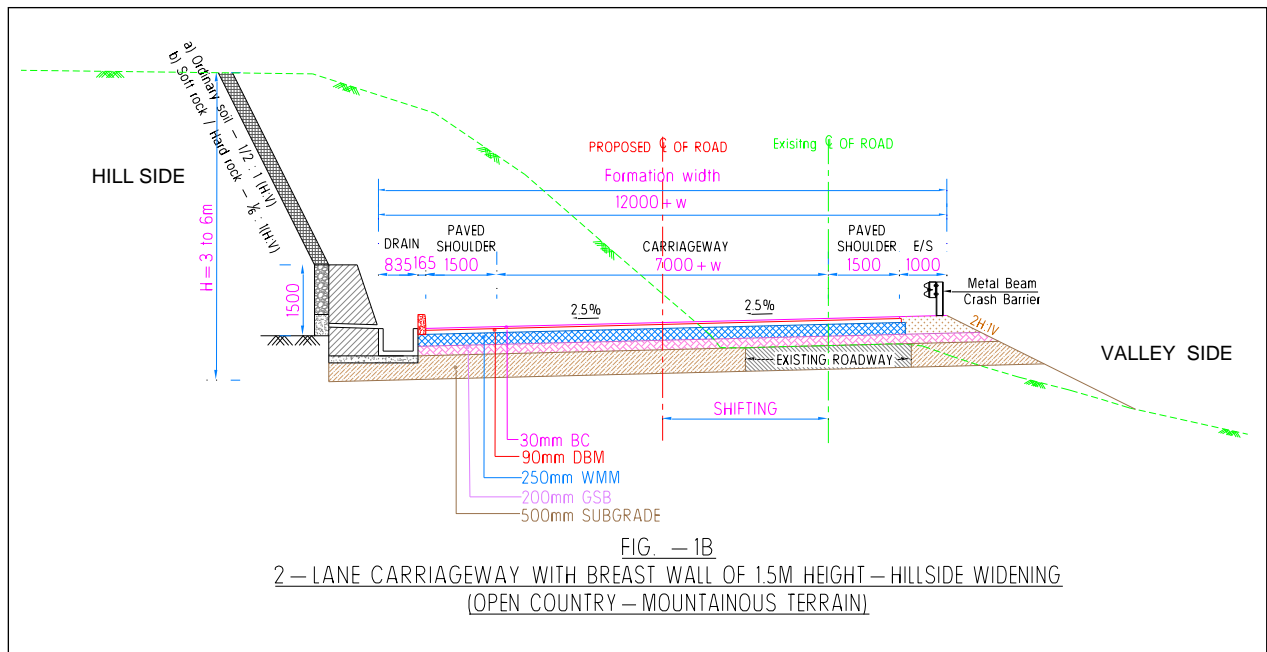 a) Ordinary soil – 1/2 : 1 (H:V)
b) Soft rock / Hard rock – 1/6 : 1(H:V)
HILL SIDE
H = 3 to 6m
1500
PROPOSED ℄ OF ROAD
Exisitng ℄ OF ROAD
Formation width
12000+w
DRAIN
835
165
PAVED
SHOULDER
1500
CARRIAGEWAY
7000+w
PAVED
SHOULDER
1500
E/S
1000
Metal Beam
Crash Barrier
2.5%
2.5%
2H:1V
EXISTING ROADWAY
VALLEY SIDE
SHIFTING
30mm BC
90mm DBM
250mm WMM
200mm GSB
500mm SUBGRADE
FIG. – 1B
2 – LANE CARRIAGEWAY WITH BREAST WALL OF 1.5M HEIGHT – HILLSIDE WIDENING
(OPEN COUNTRY – MOUNTAINOUS TERRAIN)